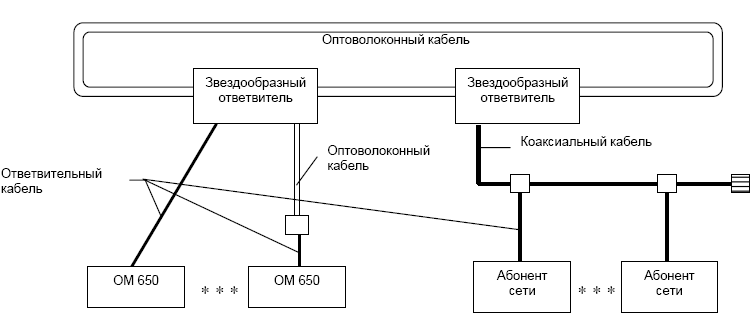 Оптоволоконный кабель
Звездообразный
ответвитель
Звездообразный
ответвитель
Коаксиальный кабель
Оптоволоконный
кабель
Ответвительный
кабель
ОМ 650
* * *
ОМ 650
Абонент
сети
* * *
Абонент
сети